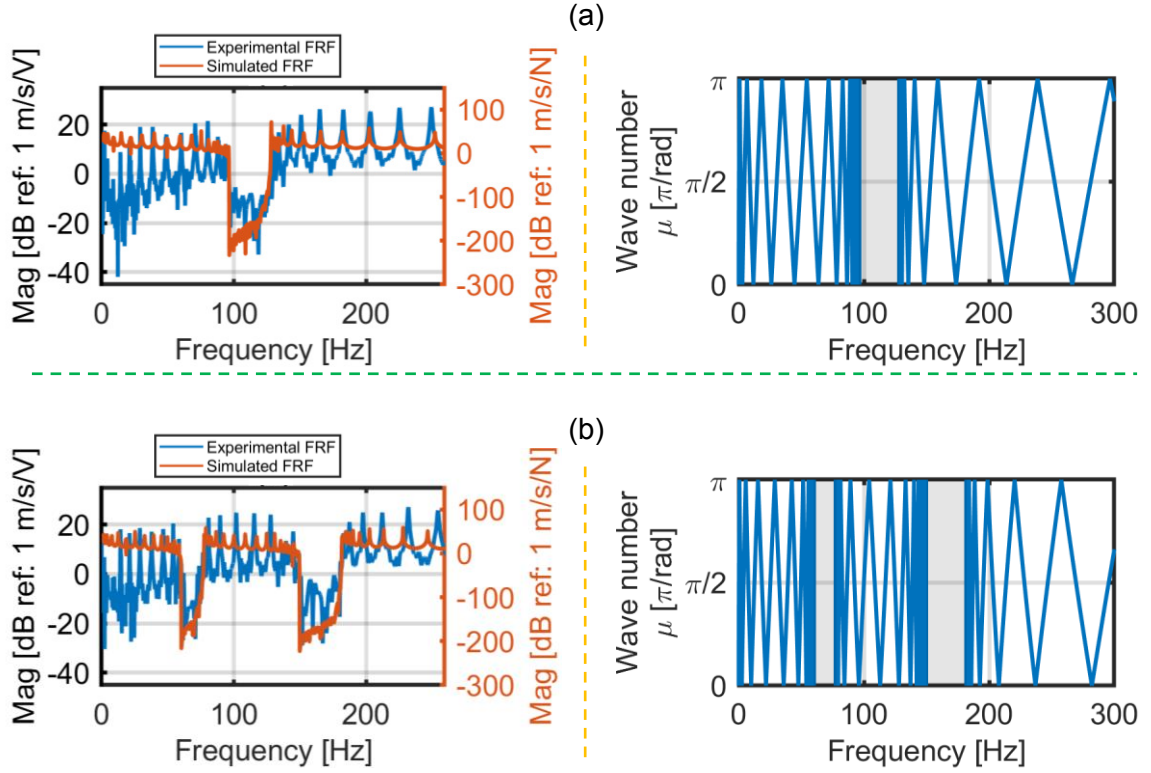 (a)
Experimental FRF
Simulated FRF
Mag [dB ref: 1 m/s/V]
20
0
-20
-40
0
100
200
Frequency [Hz]
100
0
-100
-200
-300
Mag [dB ref: 1 m/s/N]
Wave number
μ [π/rad]
π
π/2
0
0
100
200
300
Frequency [Hz]
(b)
Experimental FRF
Simulated FRF
Mag [dB ref: 1 m/s/V]
20
0
-20
-40
0
100
200
Frequency [Hz]
100
0
-100
-200
-300
Mag [dB ref: 1 m/s/N]
Wave number
μ [π/rad]
π
π/2
0
0
100
200
300
Frequency [Hz]